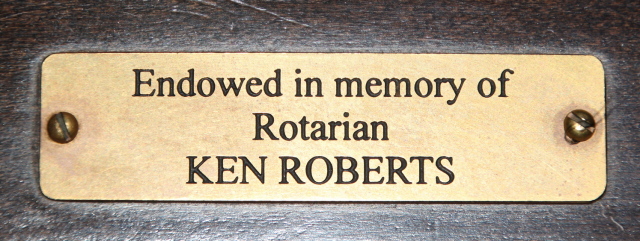 Endowed in memory of
Rotarian
KEN ROBERTS